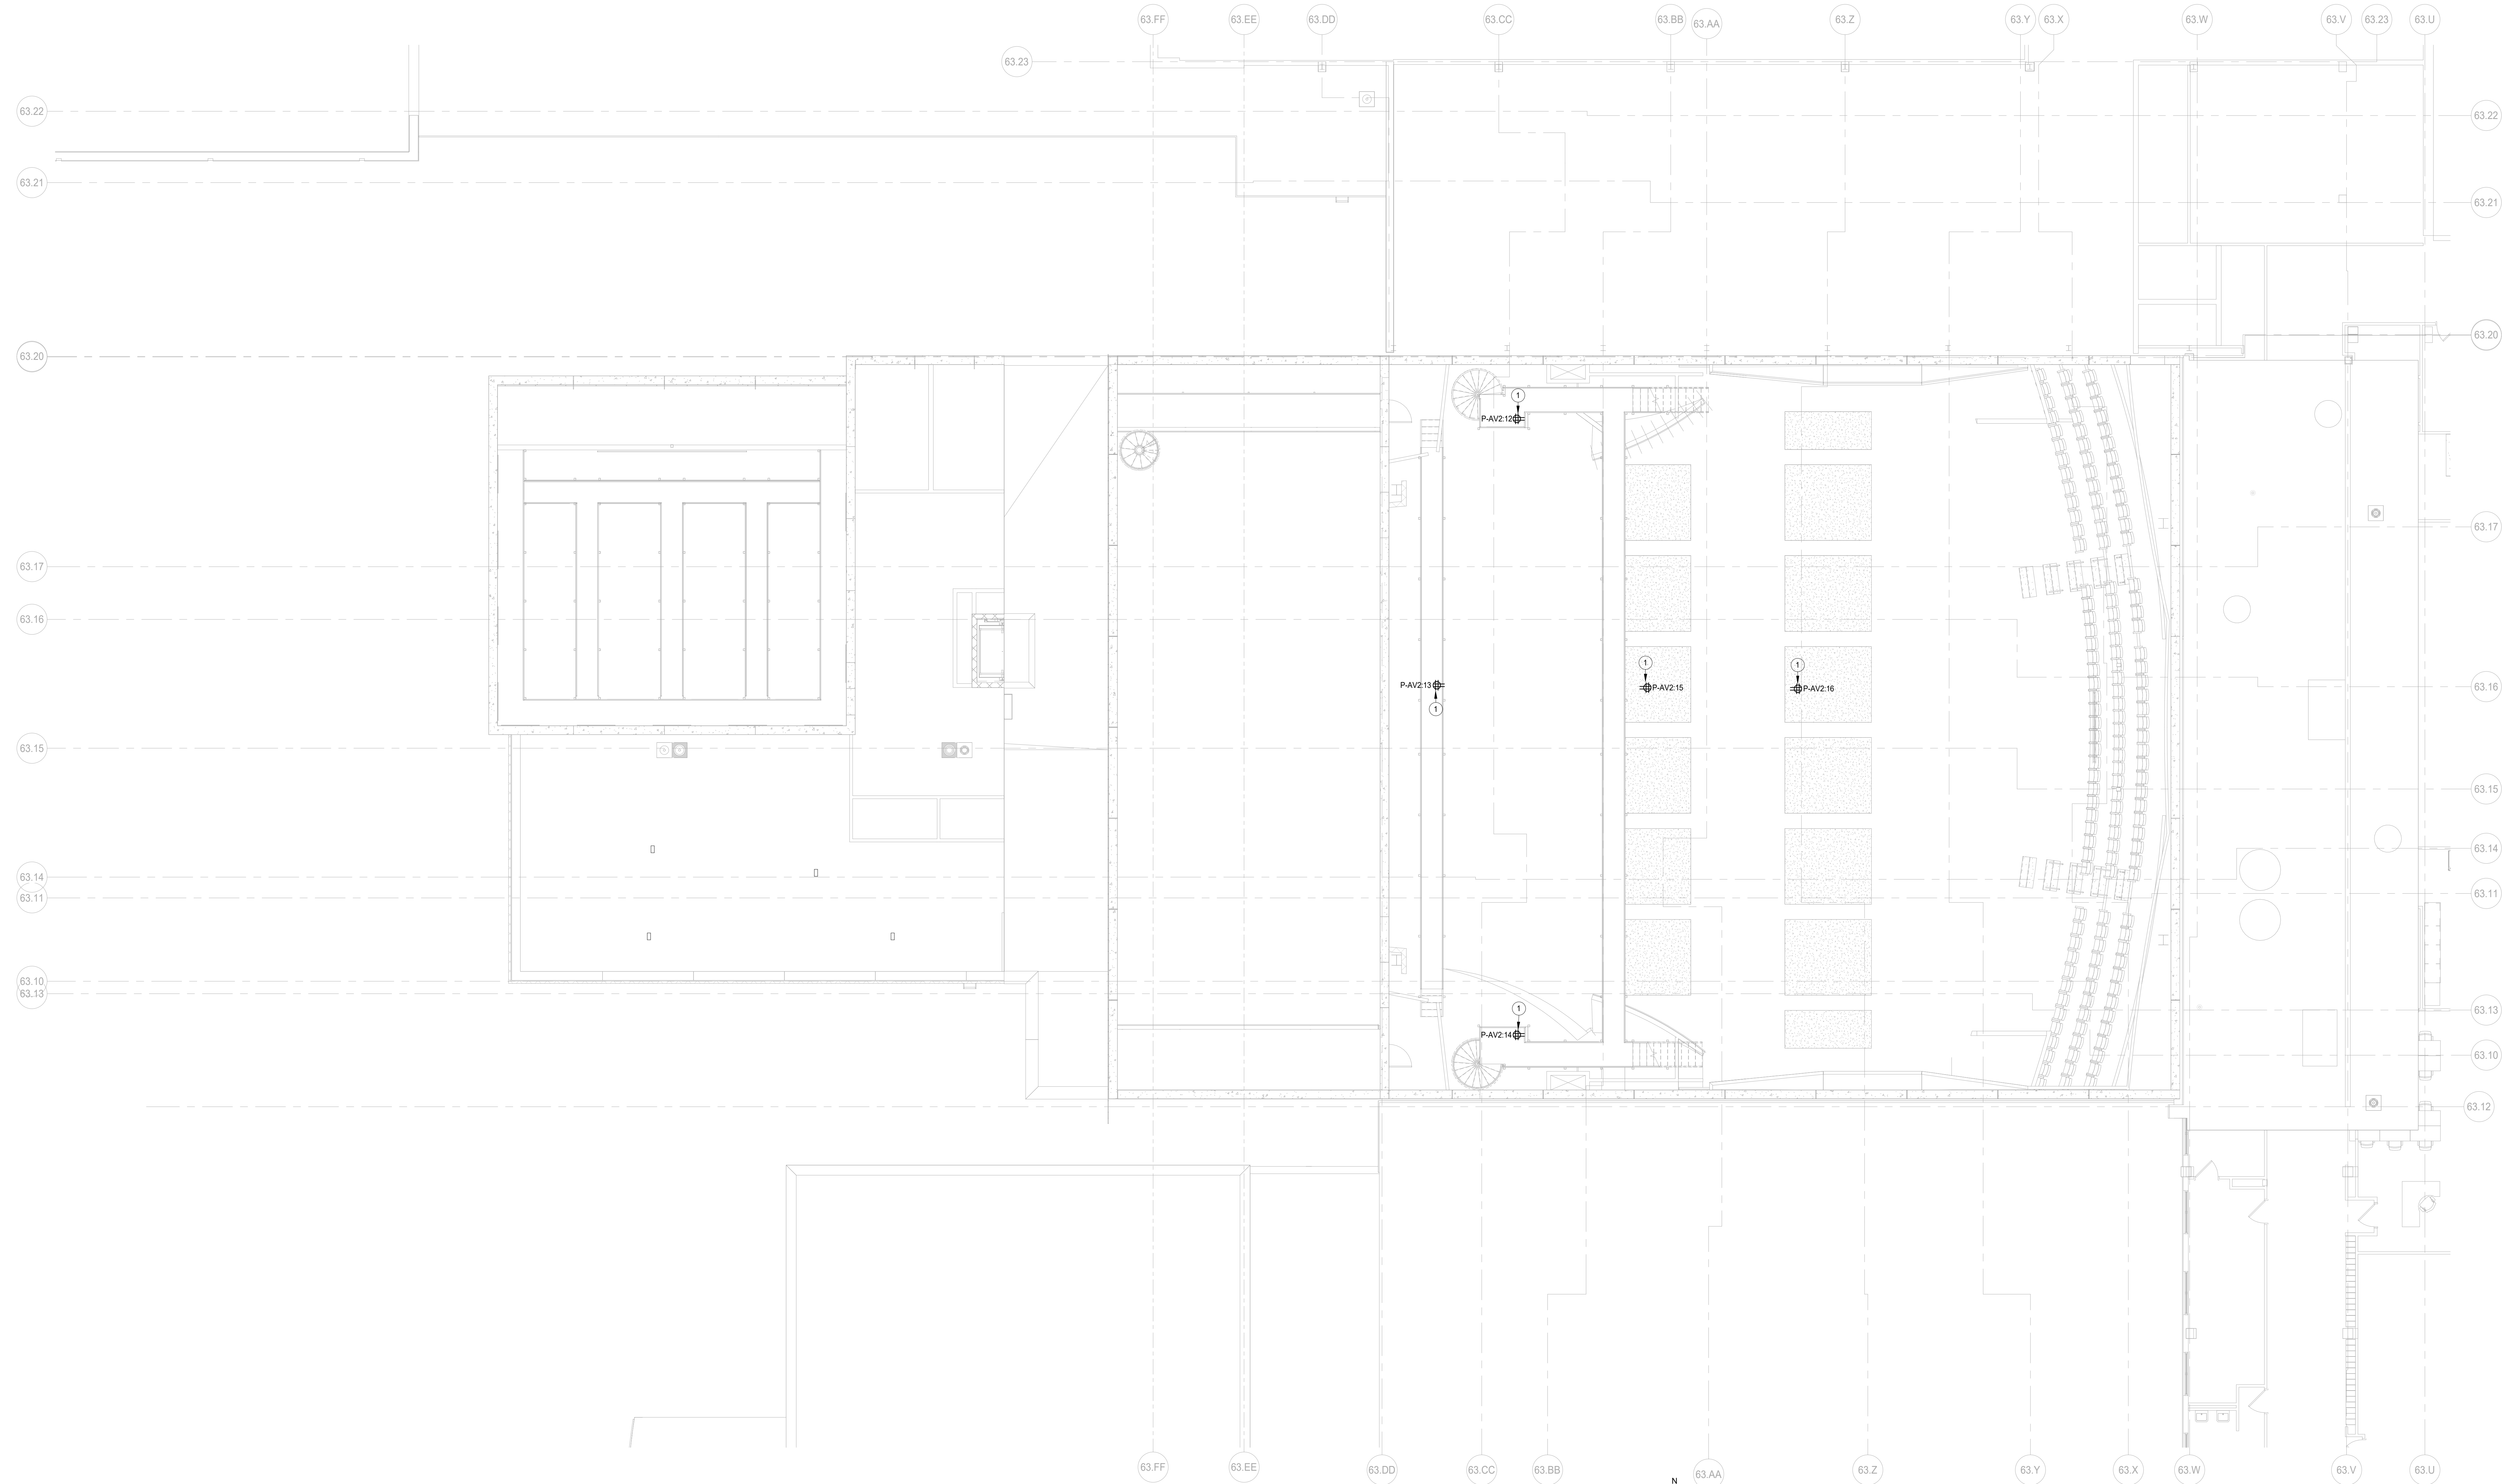 63.FF
63.EE
63.DD
63.CC
63.BB
63.AA
63.Z
63.Y
63.X
63.W
63.V
63.23
63.U
63.23
63.22
63.22
63.21
63.21
63.20
63.20
1
P-AV2:12
63.17
63.17
63.16
1
1
P-AV2:13
P-AV2:15
P-AV2:16
63.16
1
63.15
63.15
63.14
63.14
63.11
63.11
63.10
63.13
1
63.13
P-AV2:14
63.10
63.12
63.FF
63.EE
63.DD
63.CC
63.BB
63.AA
63.Z
63.Y
63.X
63.W
63.V
63.U
N